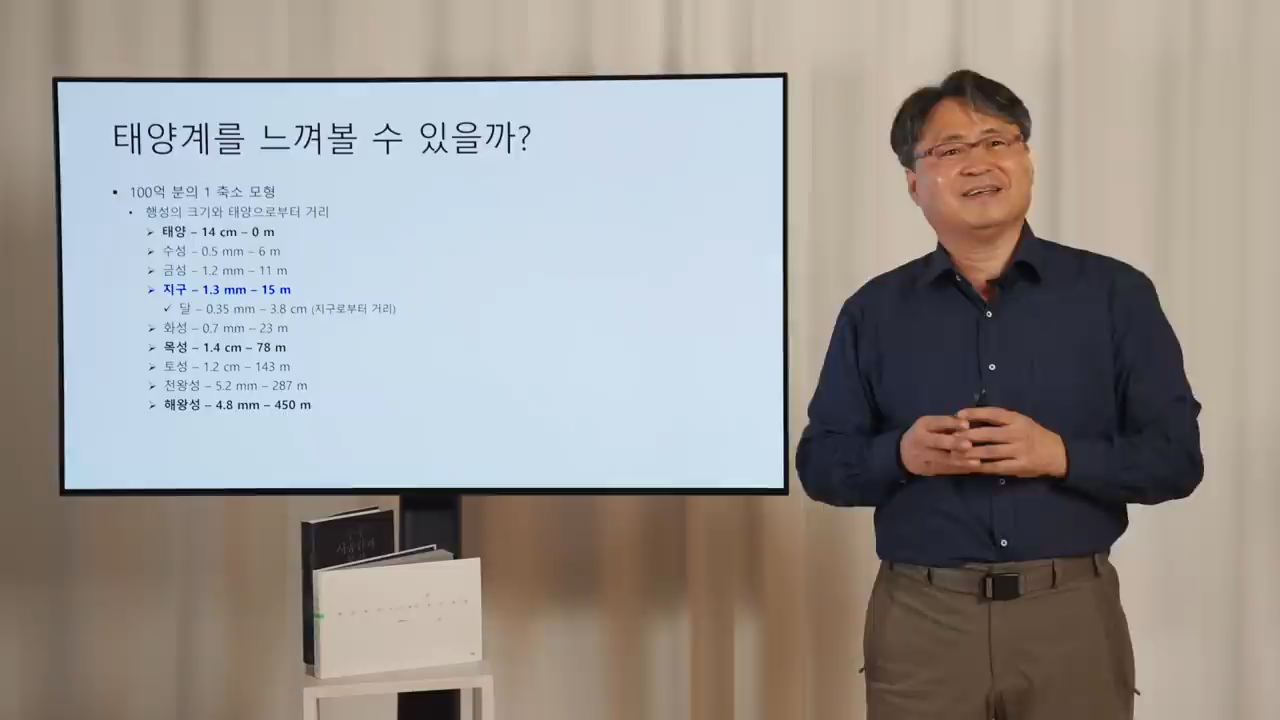 태양계를 느껴볼 수 있을까?
• 100억 분의 1 축소 모형
• 행성의 크기와 태양으로부터 거리
➢ 태양 – 14 cm – 0 m
➢ 수성 – 0.5 mm – 6 m
➢ 금성 – 1.2 mm – 11 m
➢ 지구 – 1.3 mm – 15 m
✓ 달 – 0.35 mm – 3.8 cm (지구로부터 거리)
➢ 화성 – 0.7 mm – 23 m
➢ 목성 – 1.4 cm – 78 m
➢ 토성 – 1.2 cm – 143 m
➢ 천왕성 – 5.2 mm – 287 m
➢ 해왕성 – 4.8 mm – 450 m